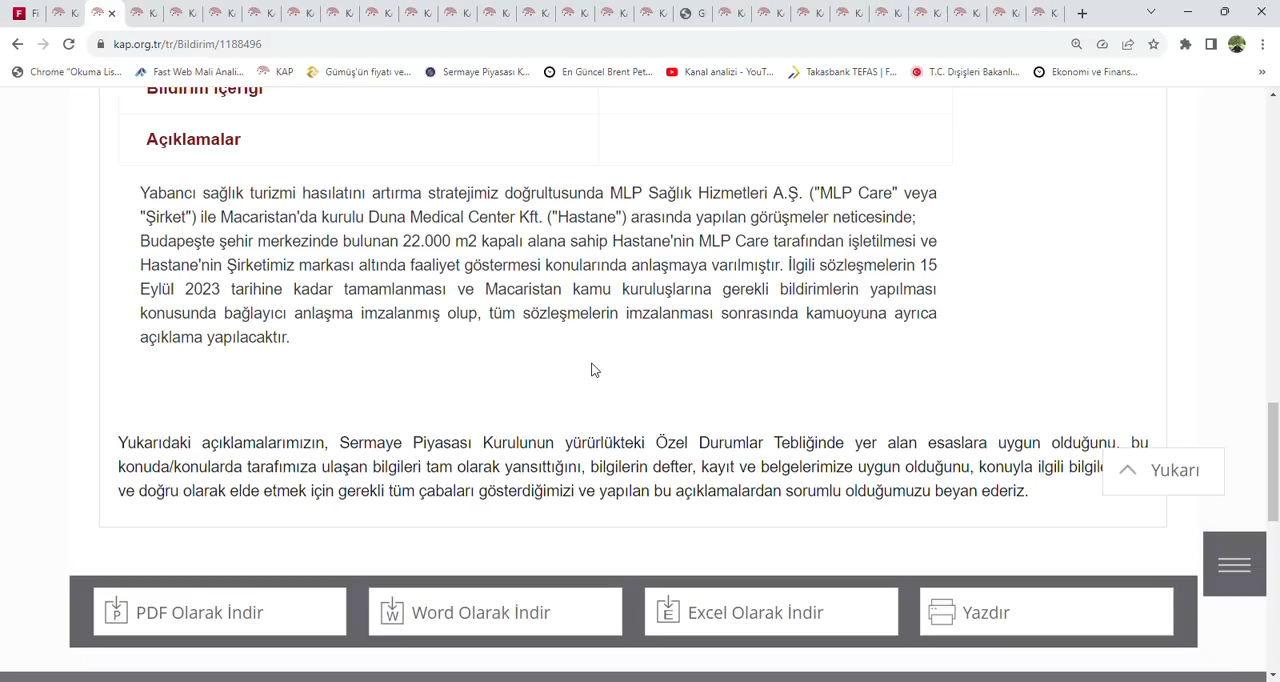 Fi
kap.org.tr/tr/Bildirim/1188496
Chrome "Okuma Lis...
Fast Web Mali Anali...
KAP
Gümüş'ün fiyatı ve...
Sermaye Piyasası K...
En Güncel Brent Pet...
Kanal analizi - YouT...
Takasbank TEFAS | F...
T.C. Dışişleri Bakanlı...
Ekonomi ve Finans...
Bildirim İçeriği
Açıklamalar
Yabancı sağlık turizmi hasılatını artırma stratejimiz doğrultusunda MLP Sağlık Hizmetleri A.Ş. ("MLP Care" veya
"Şirket") ile Macaristan'da kurulu Duna Medical Center Kft. ("Hastane") arasında yapılan görüşmeler neticesinde;
Budapeşte şehir merkezinde bulunan 22.000 m2 kapalı alana sahip Hastane'nin MLP Care tarafından işletilmesi ve
Hastane'nin Şirketimiz markası altında faaliyet göstermesi konularında anlaşmaya varılmıştır. İlgili sözleşmelerin 15
Eylül 2023 tarihine kadar tamamlanması ve Macaristan kamu kuruluşlarına gerekli bildirimlerin yapılması
konusunda bağlayıcı anlaşma imzalanmış olup, tüm sözleşmelerin imzalanması sonrasında kamuoyuna ayrıca
açıklama yapılacaktır.
Yukarıdaki açıklamalarımızın, Sermaye Piyasası Kurulunun yürürlükteki Özel Durumlar Tebliğinde yer alan esaslara uygun olduğunu, bu
konuda/konularda tarafımıza ulaşan bilgileri tam olarak yansıttığını, bilgilerin defter, kayıt ve belgelerimize uygun olduğunu, konuyla ilgili bilgile
ve doğru olarak elde etmek için gerekli tüm çabaları gösterdiğimizi ve yapılan bu açıklamalardan sorumlu olduğumuzu beyan ederiz.
Yukarı
PDF Olarak İndir
Word Olarak İndir
Excel Olarak İndir
Yazdır